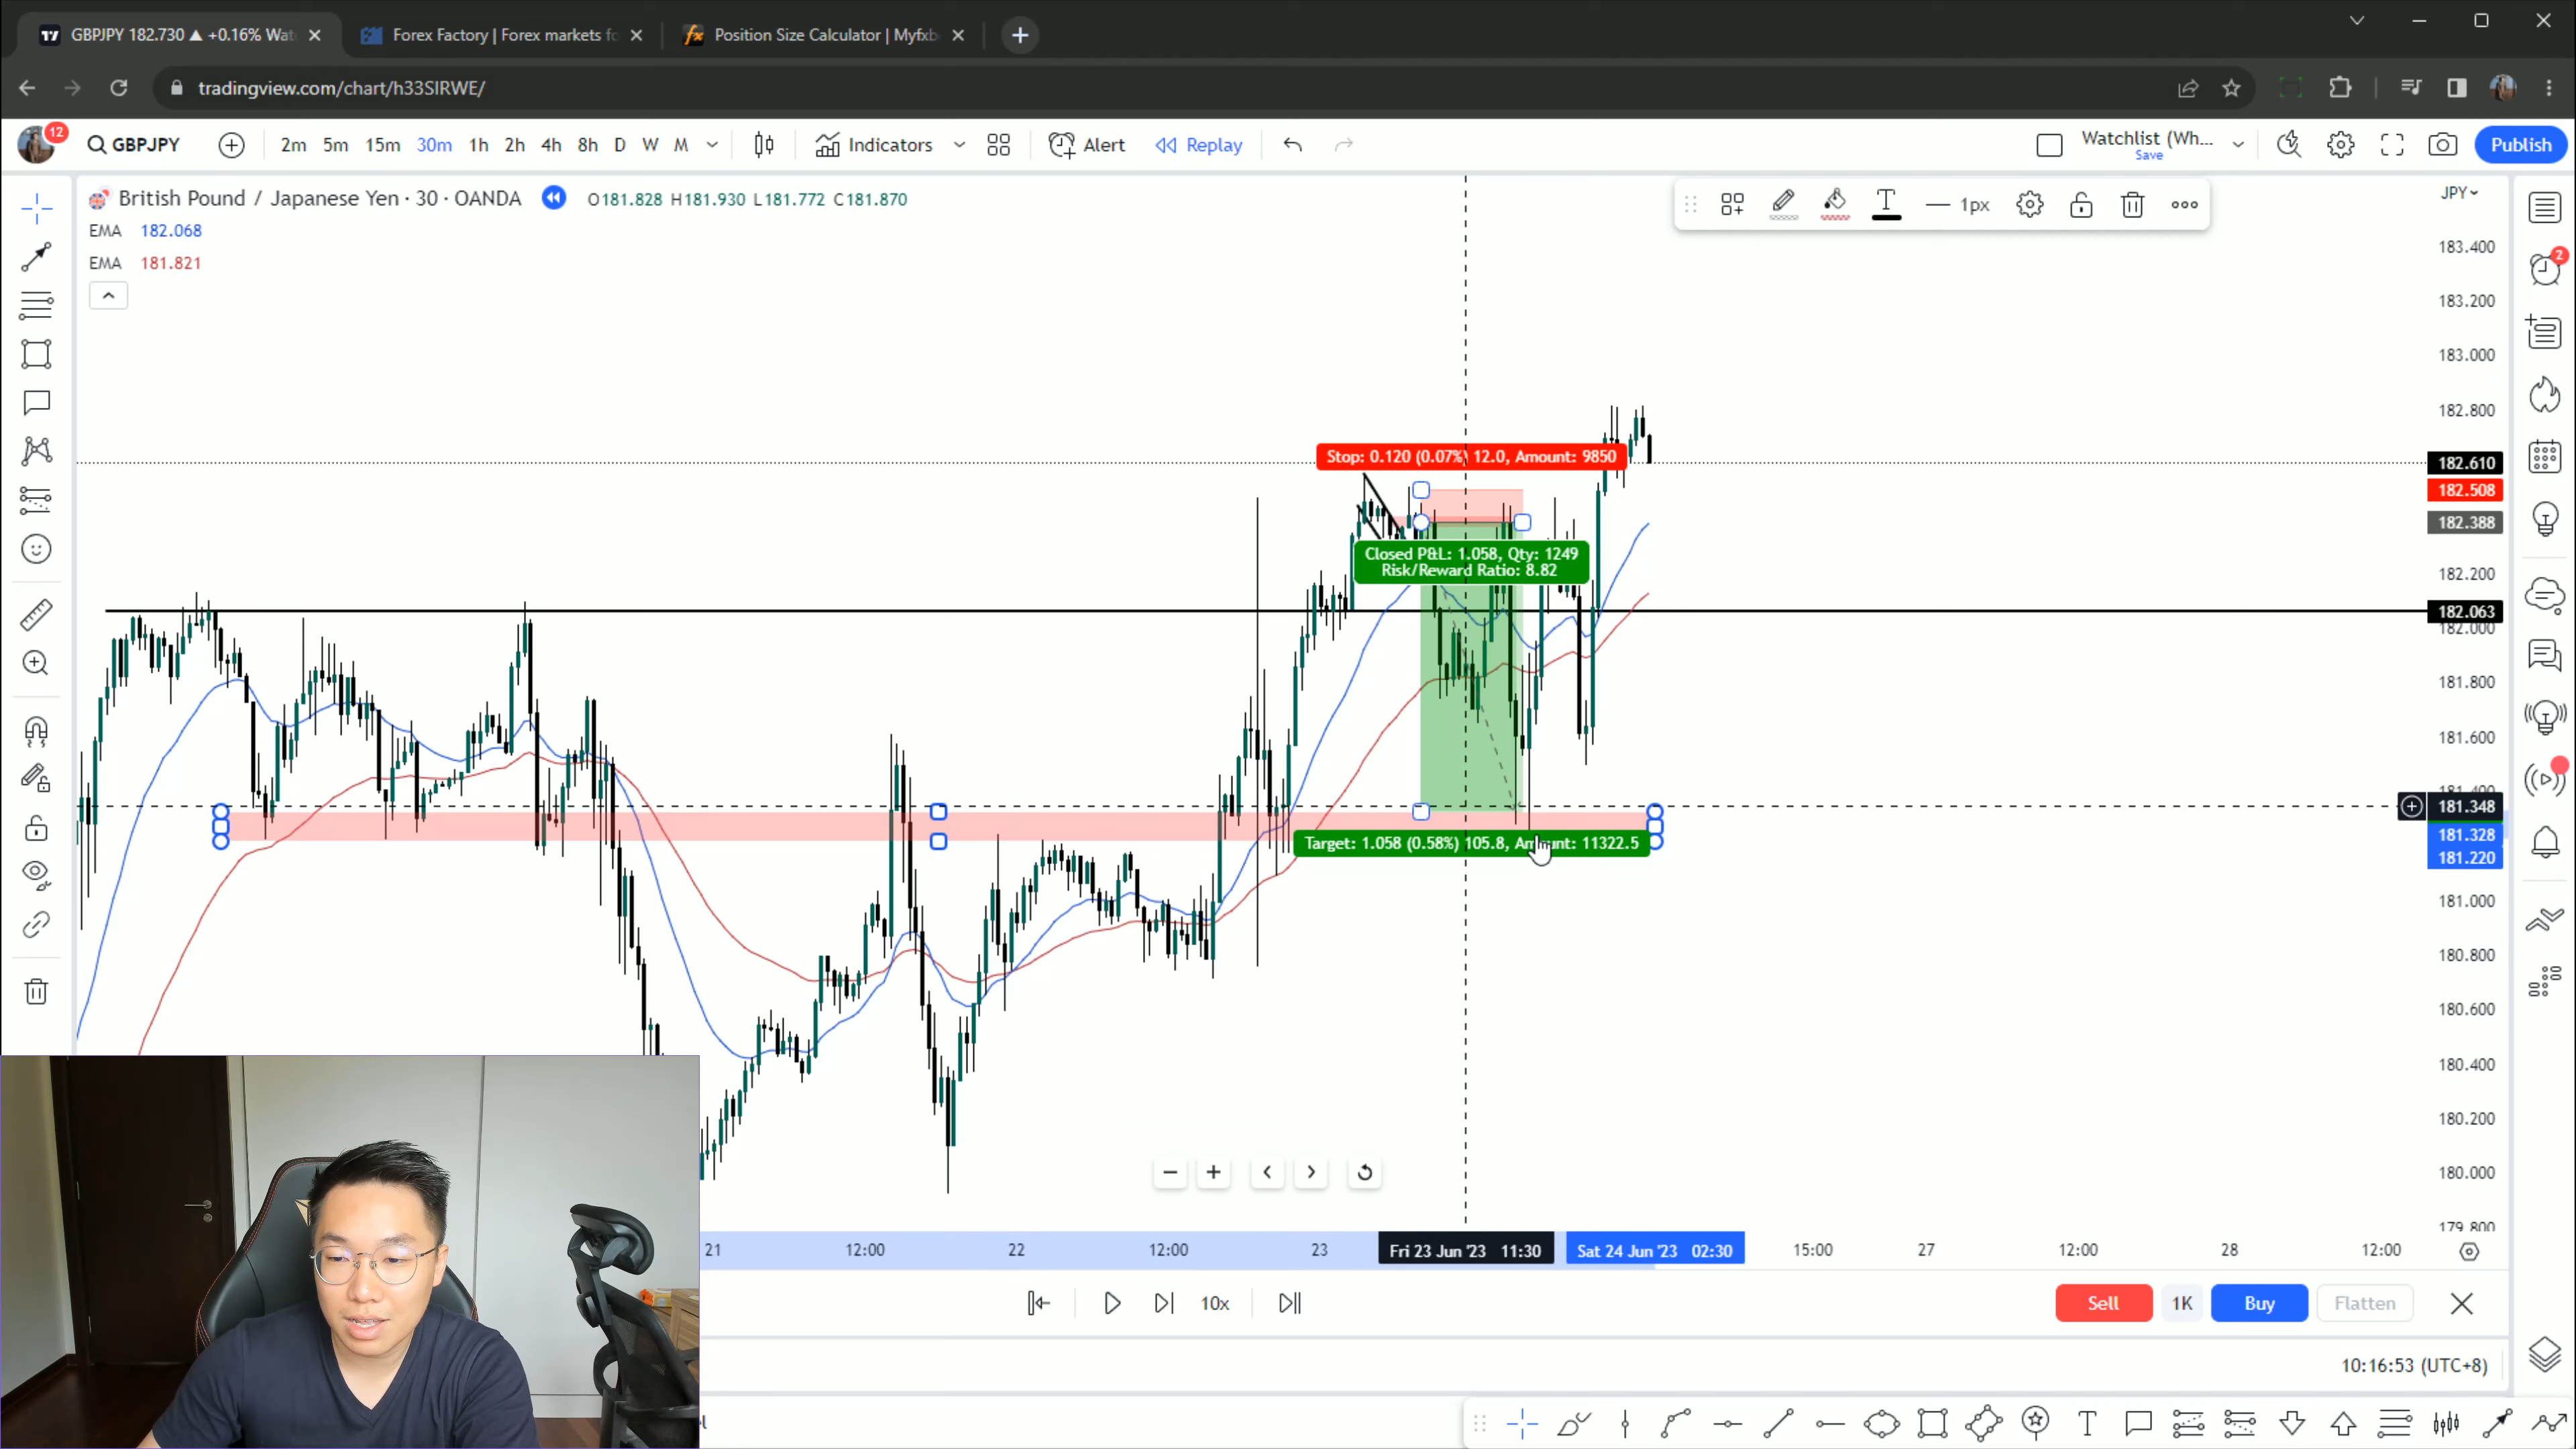 GBPJPY 182.730 ▲ +0.16% Wat
Forex Factory | Forex markets fo
Position Size Calculator | Myfxb
tradingview.com/chart/h33SIRWE/
12
GBPJPY
2m 5m 15m 30m 1h 2h 4h 8h D W M
Indicators
Alert
Replay
Watchlist (Wh...
Save
Publish
British Pound / Japanese Yen · 30 · OANDA
O181.828 H181.930 L181.772 C181.870
EMA 182.068
EMA 181.821
1px
JPY
2
183.400
183.200
183.000
182.800
Stop: 0.120 (0.07%) 12.0, Amount: 9850
182.610
182.508
182.388
Closed P&L: 1.058, Qty: 1249
Risk/Reward Ratio: 8.82
182.200
182.063
182.000
181.800
181.600
181.348
181.328
Target: 1.058 (0.58%) 105.8, Amount: 11322.5
181.220
181.000
180.800
180.600
180.400
180.200
180.000
179.800
21 12:00 22 12:00 23 Fri 23 Jun '23 11:30 Sat 24 Jun '23 02:30 15:00 27 12:00 28 12:00
10x
Sell 1K Buy Flatten
10:16:53 (UTC+8)